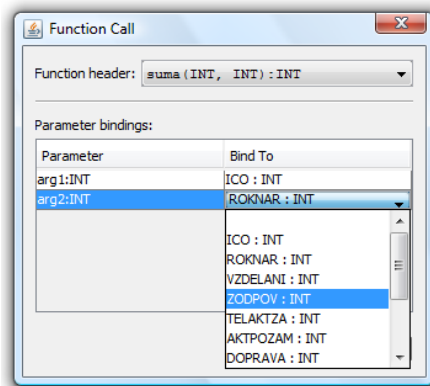 Function Call
Function header: suma(INT, INT):INT
Parameter bindings:
Parameter Bind To
arg1:INT ICO : INT
arg2:INT ROKNAR : INT
ICO : INT
ROKNAR : INT
VZDELANI : INT
ZODPOV : INT
TELAKTZA : INT
AKTPOZAM : INT
DOPRAVA : INT